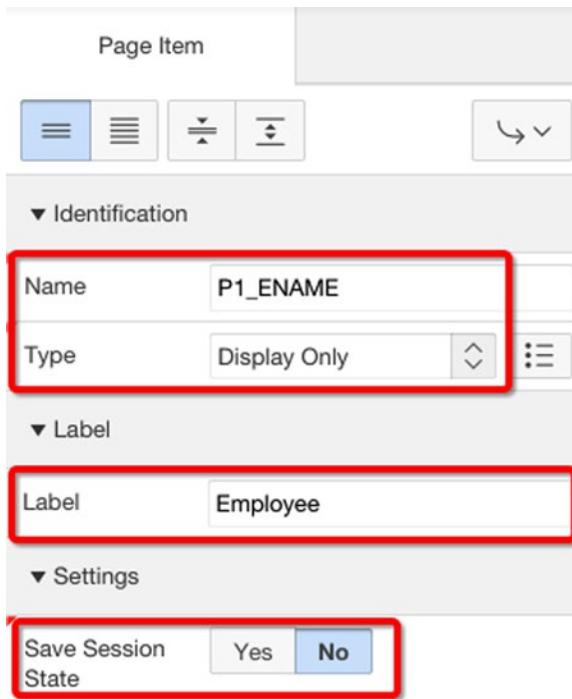 Page Item
Identification
Name P1_ENAME
Type Display Only
Label
Label Employee
Settings
Save Session State Yes No